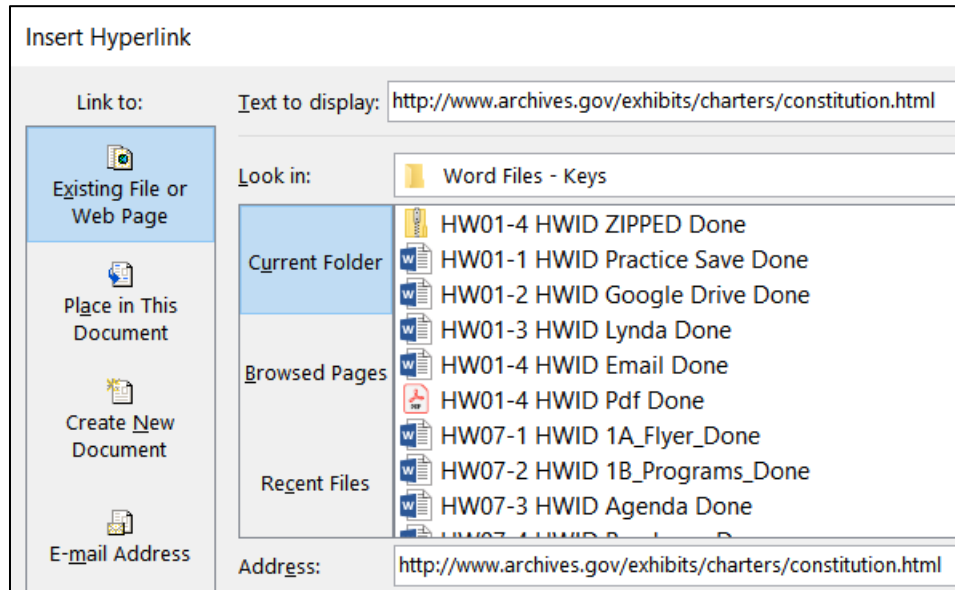 Insert Hyperlink
Link to:
Text to display: http://www.archives.gov/exhibits/charters/constitution.html
Existing File or
Web Page
Place in This
Document
Create New
Document
E-mail Address
Look in: Word Files - Keys
Current Folder
Browsed Pages
Recent Files
HW01-4 HWID ZIPPED Done
HW01-1 HWID Practice Save Done
HW01-2 HWID Google Drive Done
HW01-3 HWID Lynda Done
HW01-4 HWID Email Done
HW01-4 HWID Pdf Done
HW07-1 HWID 1A_Flyer_Done
HW07-2 HWID 1B_Programs_Done
HW07-3 HWID Agenda Done
Address: http://www.archives.gov/exhibits/charters/constitution.html